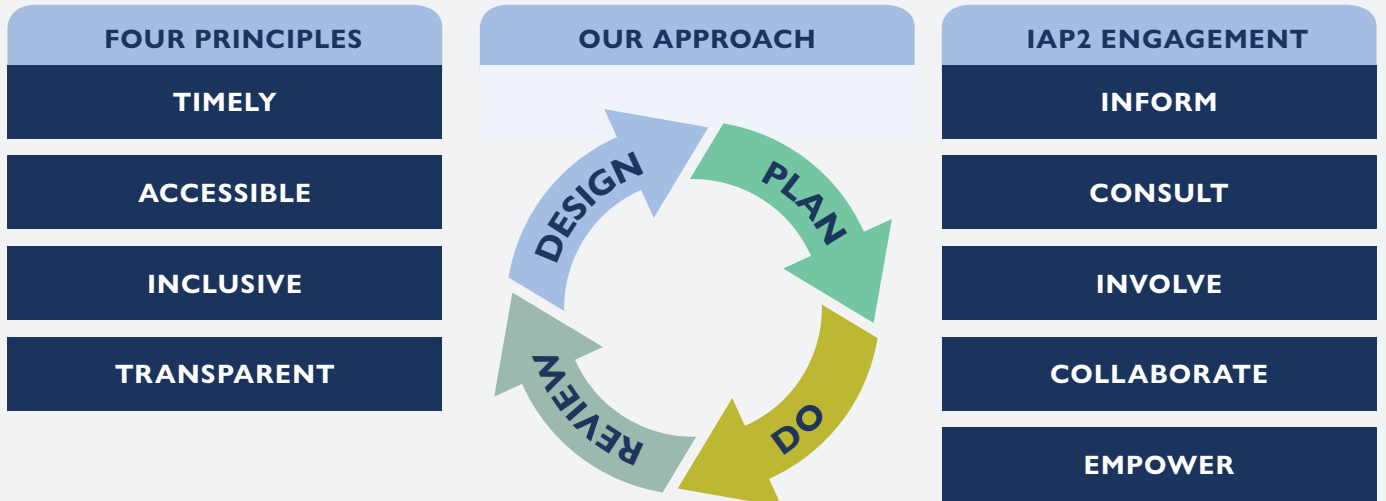 FOUR PRINCIPLES
TIMELY
ACCESSIBLE
INCLUSIVE
TRANSPARENT
OUR APPROACH
DESIGN
PLAN
DO
REVIEW
IAP2 ENGAGEMENT
INFORM
CONSULT
INVOLVE
COLLABORATE
EMPOWER